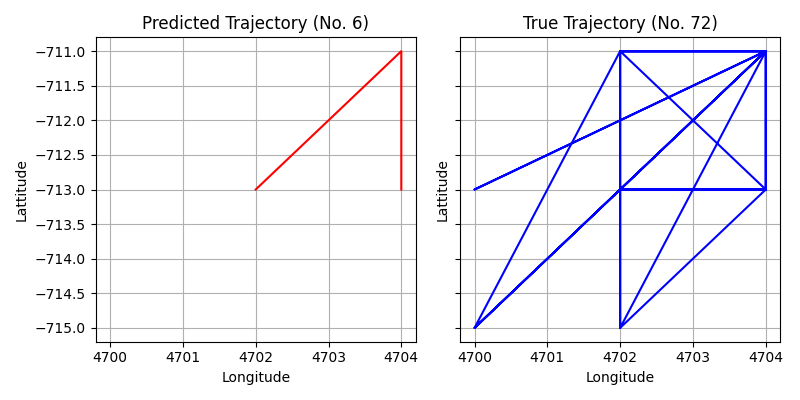 Predicted Trajectory (No. 6)
True Trajectory (No. 72)
Lattitude
−711.0
−711.5
−712.0
−712.5
−713.0
−713.5
−714.0
−714.5
−715.0
4700 4701 4702 4703 4704
Longitude
Lattitude
4700 4701 4702 4703 4704
Longitude